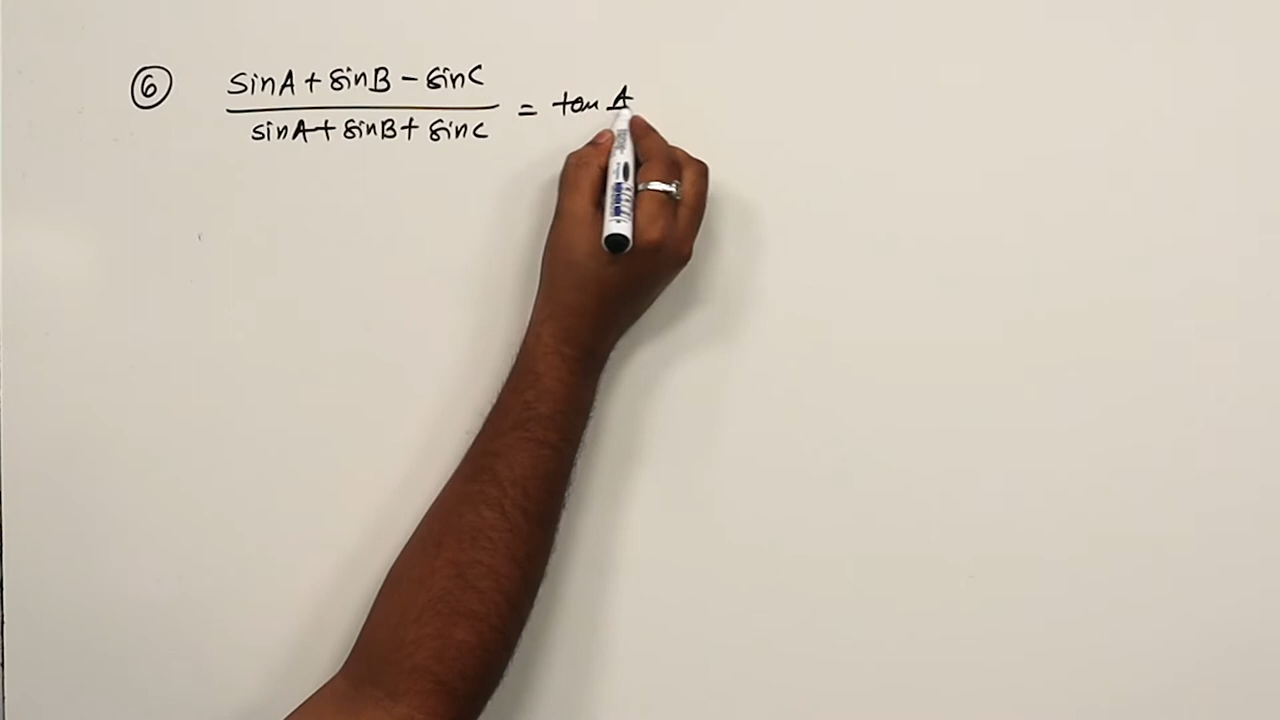 ⑥ sinA + sinB - sinC
sinA + sinB + sinC = tan A